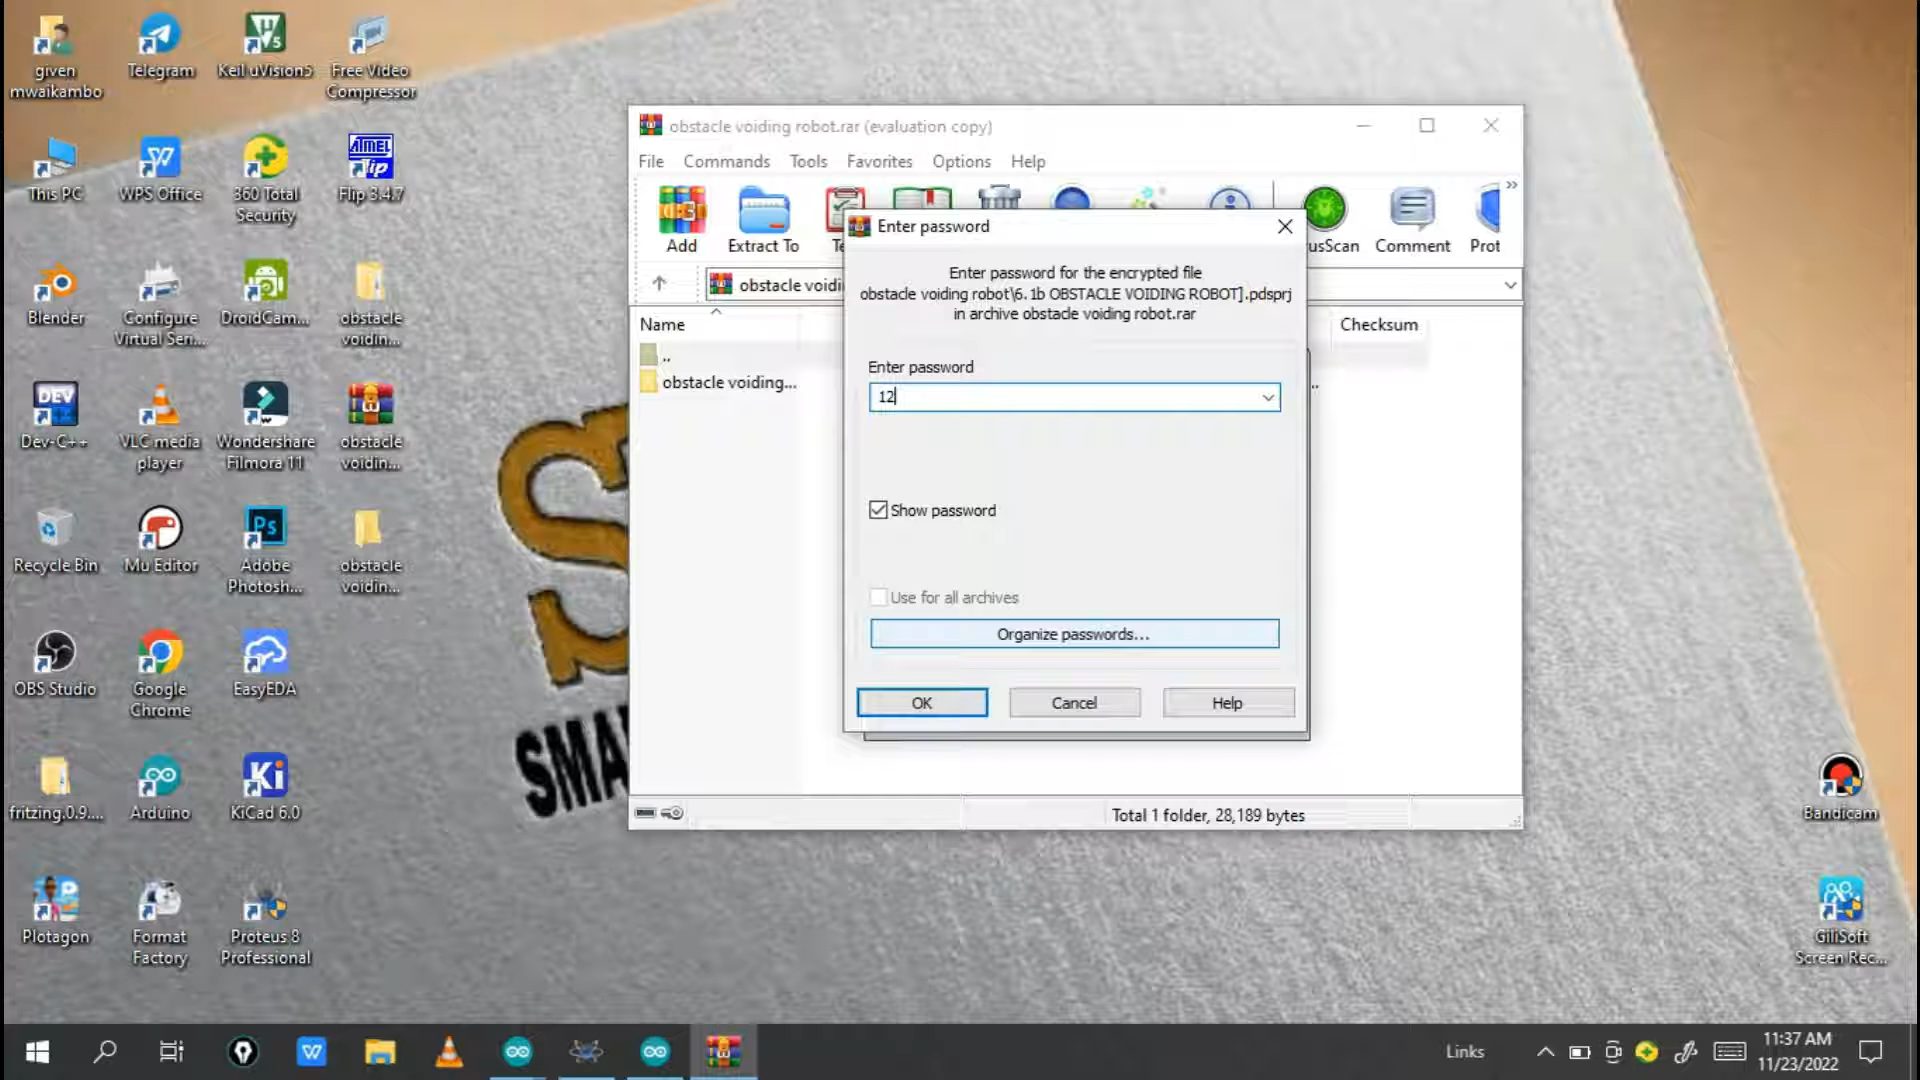 given
mwaikambo
Telegram
Keil uVision5
Free Video
Compressor
This PC
WPS Office
360 Total
Security
ATMEL
Flip
Flip 3.4.7
Blender
Configure
Virtual Seri...
DroidCam...
obstacle
voidin...
DEV
Dev-C++
VLC media
player
Wondershare
Filmora 11
obstacle
voidin...
Recycle Bin
Mu Editor
Ps
Adobe
Photosh...
obstacle
voidin...
OBS Studio
Google
Chrome
EasyEDA
fritzing.0.9....
Arduino
Ki
KiCad 6.0
Plotagon
Format
Factory
Proteus 8
Professional
SMA
obstacle voiding robot.rar (evaluation copy)
File Commands Tools Favorites Options Help
Add
Extract To
Te
rusScan
Comment
Prot
obstacle voidi
Name
Checksum
..
obstacle voiding...
Enter password
Enter password for the encrypted file
obstacle voiding robot\6.1b OBSTACLE VOIDING ROBOT].pdsprj
in archive obstacle voiding robot.rar
Enter password
12
Show password
Use for all archives
Organize passwords...
OK
Cancel
Help
Total 1 folder, 28,189 bytes
Bandicam
GiliSoft
Screen Rec...
Links
11:37 AM
11/23/2022